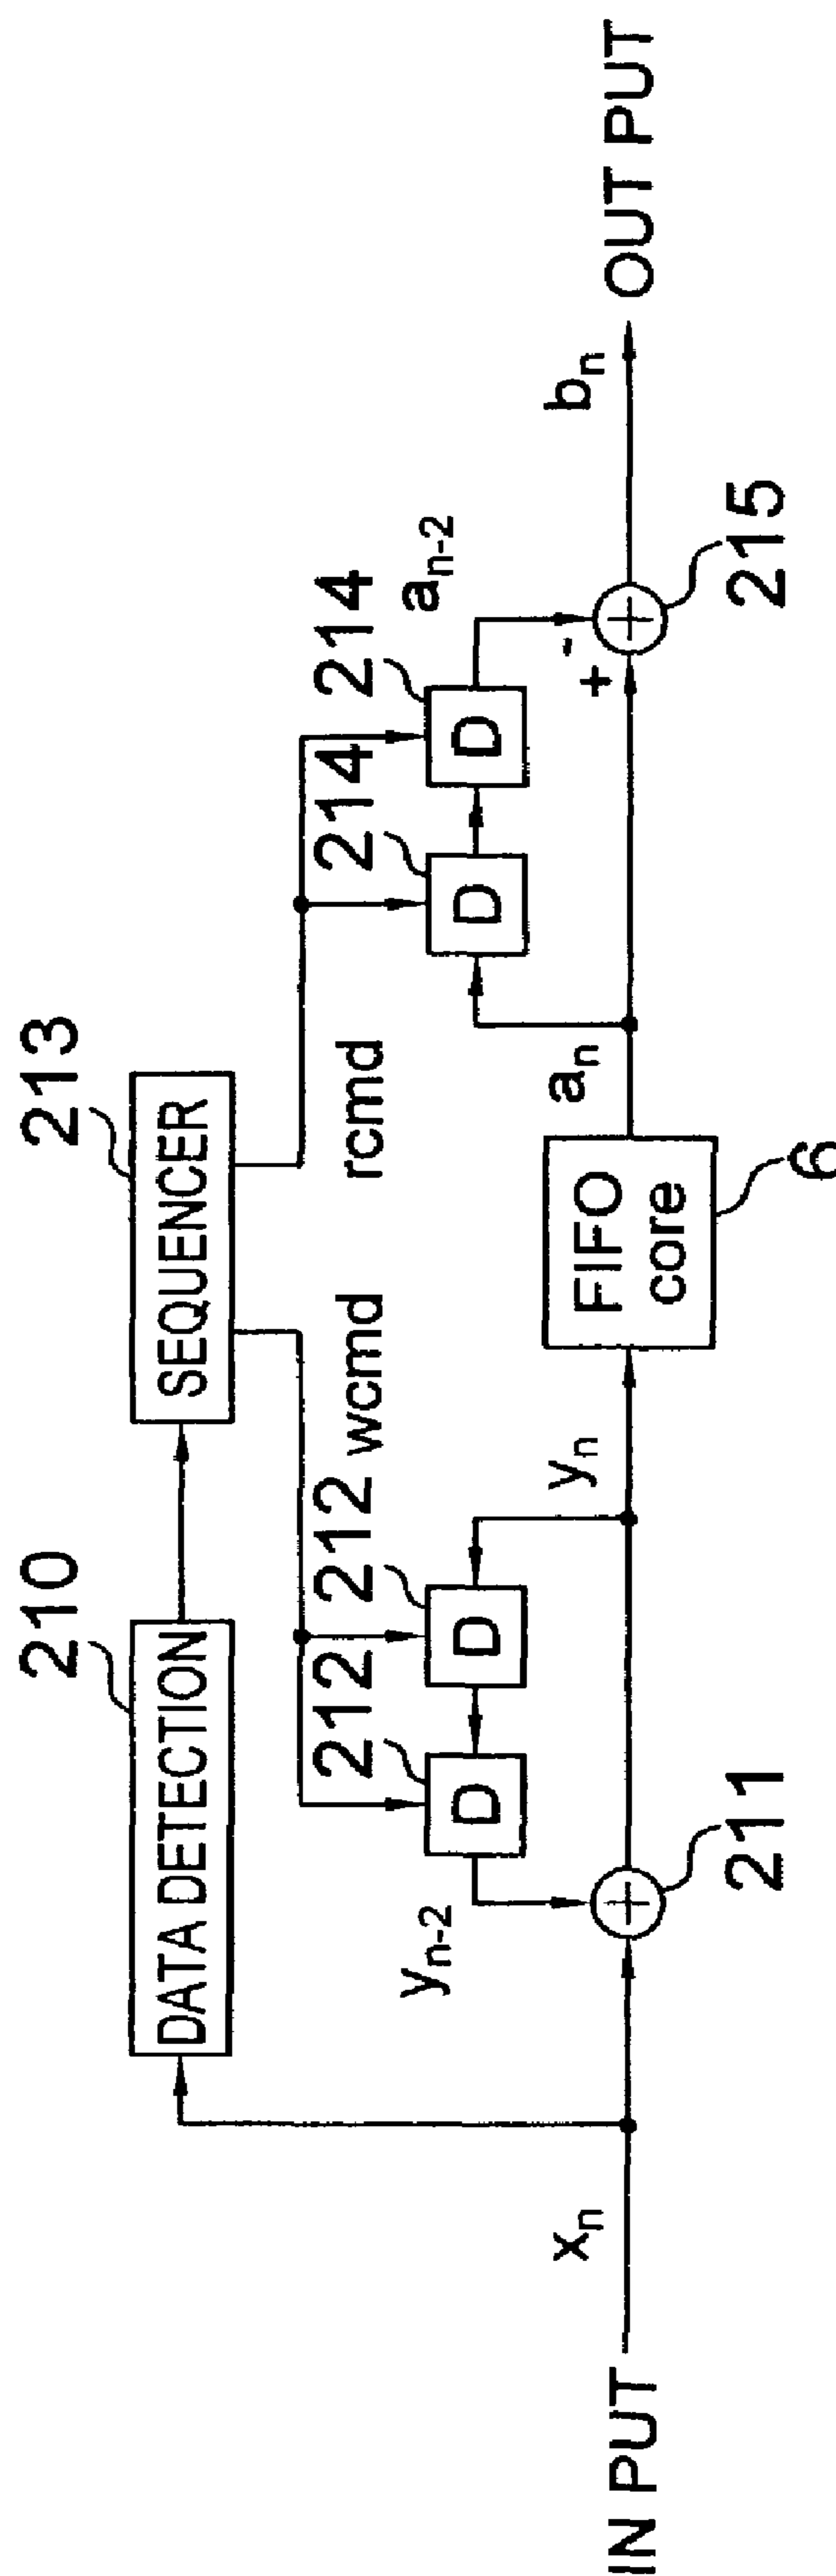 210
213
DATA DETECTION
SEQUENCER
212
212
wcmd
rcmd
214
214
D
D
D
D
yₙ₋₂
aₙ₋₂
IN PUT
xₙ
yₙ
FIFO
core
aₙ
+
-
bₙ
OUT PUT
211
6
215